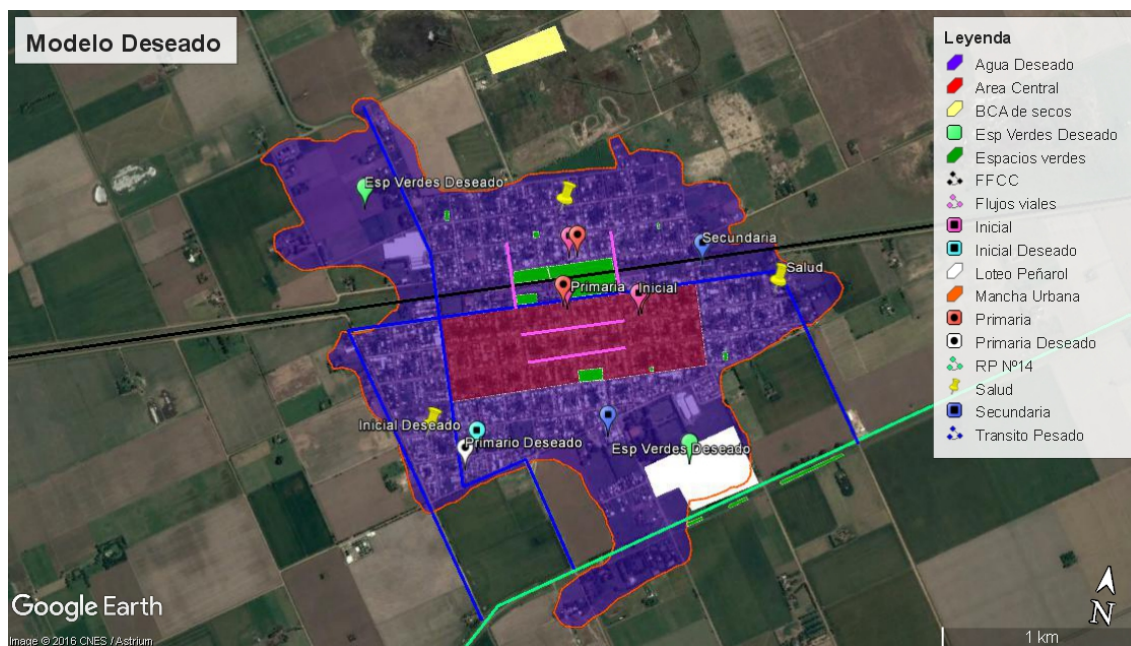 Modelo Deseado
Leyenda
Agua Deseado
Area Central
BCA de secos
Esp Verdes Deseado
Espacios verdes
FFCC
Flujos viales
Inicial
Inicial Deseado
Loteo Peñarol
Mancha Urbana
Primaria
Primaria Deseado
RP Nº14
Salud
Secundaria
Transito Pesado
Esp Verdes Deseado
Secundaria
Salud
Primaria
Inicial
Inicial Deseado
Primario Deseado
Esp Verdes Deseado
Google Earth
Image © 2016 CNES / Astrium
N
1 km